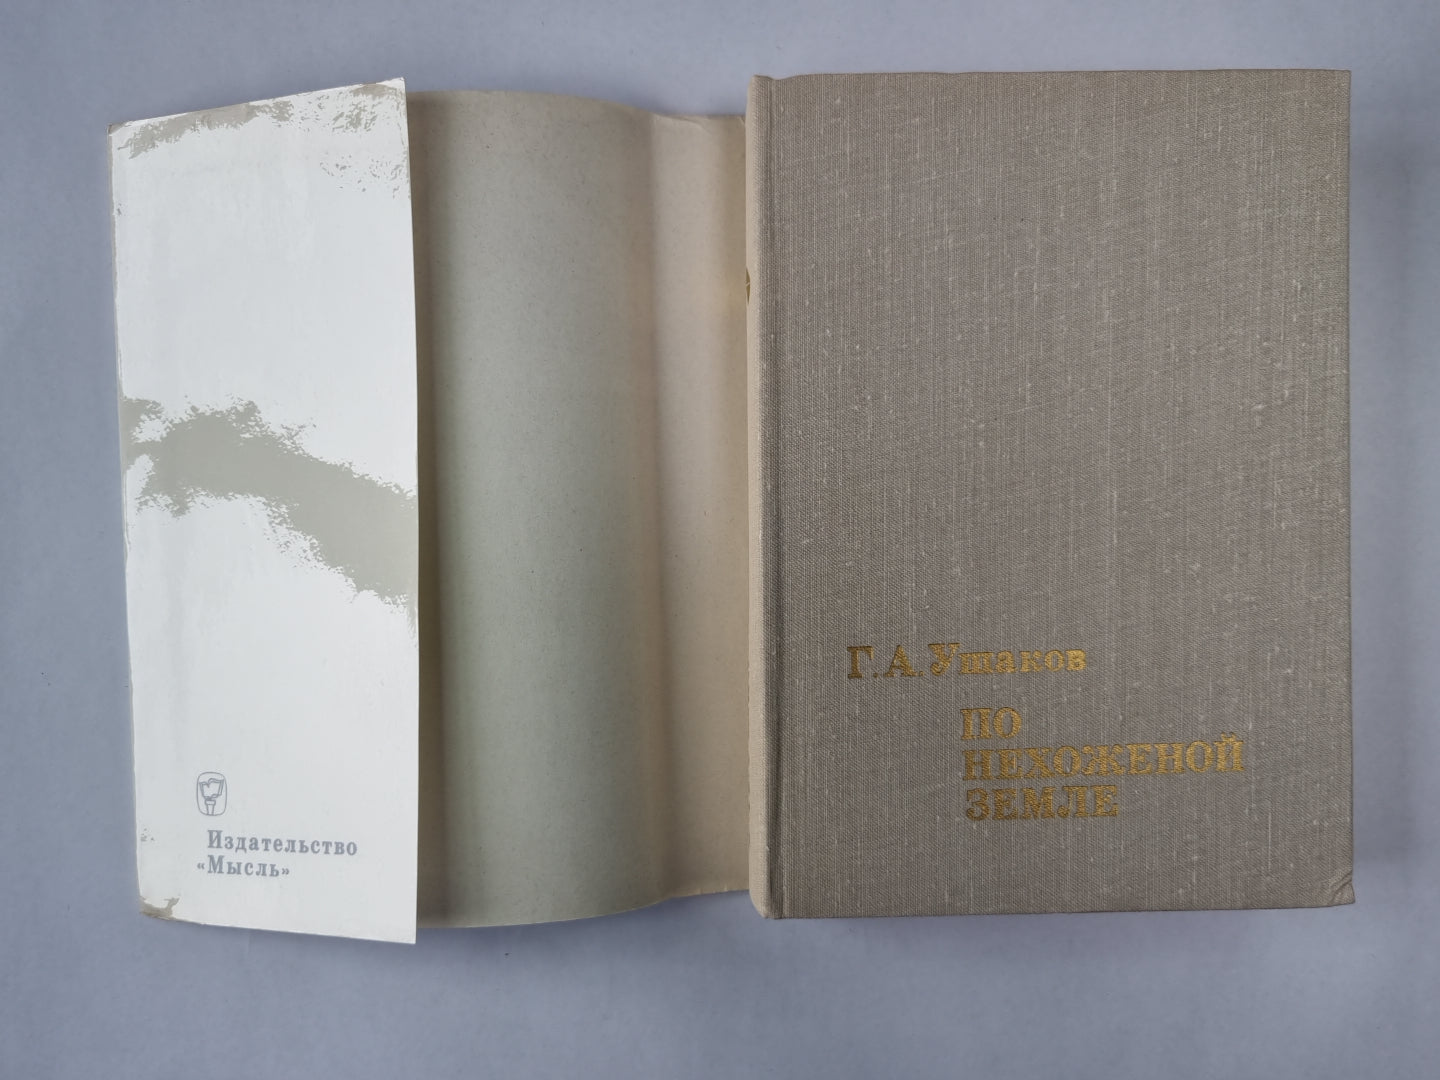 Издательство
«Мысль»
Г. А. Ушаков
ПО
НЕХОЖЕНОЙ
ЗЕМЛЕ